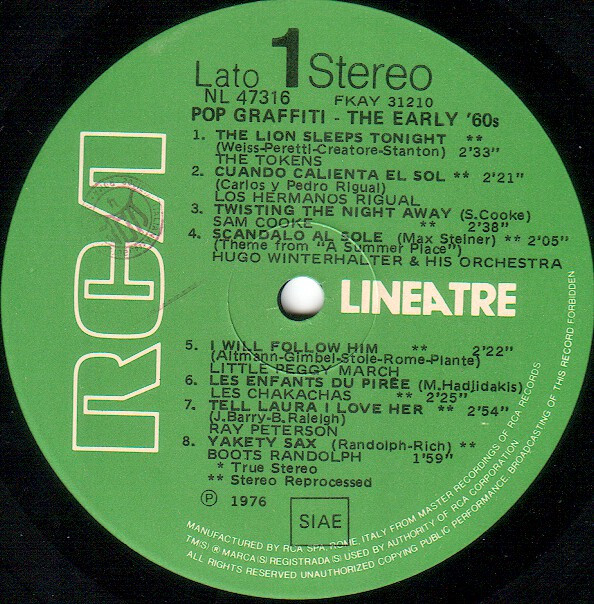 Lato 1 Stereo
NL 47316 FKAY 31210
POP GRAFFITI - THE EARLY '60s
1. THE LION SLEEPS TONIGHT **
(Weiss-Peretti-Creatore-Stanton) 2'33"
THE TOKENS
2. CUANDO CALIENTA EL SOL ** 2'21"
(Carlos y Pedro Rigual)
LOS HERMANOS RIGUAL
3. TWISTING THE NIGHT AWAY (S.Cooke)
SAM COOKE ** 2'38"
4. SCANDALO AL SOLE (Max Steiner) ** 2'05"
(Theme from "A Summer Place")
HUGO WINTERHALTER & HIS ORCHESTRA
RCA
LINEATRE
5. I WILL FOLLOW HIM ** 2'22"
(Altmann-Gimbel-Stole-Rome-Plante)
LITTLE PEGGY MARCH
6. LES ENFANTS DU PIRÉE (M.Hadjidakis)
LES CHAKACHAS ** 2'25"
7. TELL LAURA I LOVE HER ** 2'54"
(J.Barry-B.Raleigh)
RAY PETERSON
8. YAKETY SAX (Randolph-Rich) **
BOOTS RANDOLPH 1'59"
* True Stereo
** Stereo Reprocessed
Ⓟ 1976
SIAE
MANUFACTURED BY RCA SPA, ROME, ITALY FROM MASTER RECORDINGS OF RCA RECORDS
TM(S) ® MARCA(S) REGISTRADA(S) USED BY AUTHORITY OF RCA CORPORATION.
ALL RIGHTS RESERVED UNAUTHORIZED COPYING PUBLIC PERFORMANCE, BROADCASTING OF THIS RECORD FORBIDDEN